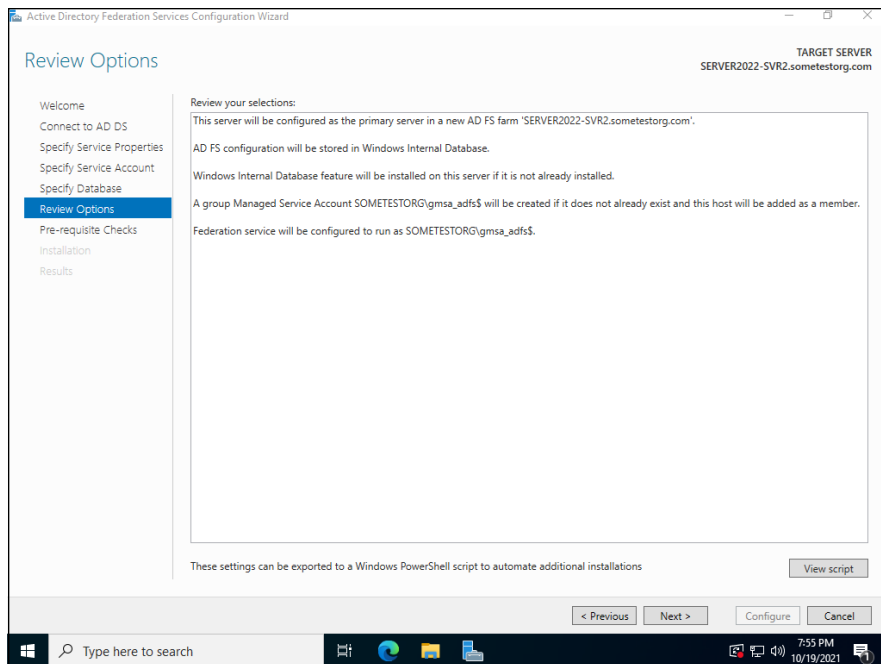 Active Directory Federation Services Configuration Wizard
Review Options
TARGET SERVER
SERVER2022-SVR2.sometestorg.com
Welcome
Connect to AD DS
Specify Service Properties
Specify Service Account
Specify Database
Review Options
Pre-requisite Checks
Installation
Results
Review your selections:
This server will be configured as the primary server in a new AD FS farm 'SERVER2022-SVR2.sometestorg.com'.
AD FS configuration will be stored in Windows Internal Database.
Windows Internal Database feature will be installed on this server if it is not already installed.
A group Managed Service Account SOMETESTORG\gmsa_adfs$ will be created if it does not already exist and this host will be added as a member.
Federation service will be configured to run as SOMETESTORG\gmsa_adfs$.
These settings can be exported to a Windows PowerShell script to automate additional installations
View script
< Previous
Next >
Configure
Cancel
Type here to search
7:55 PM
10/19/2021
1